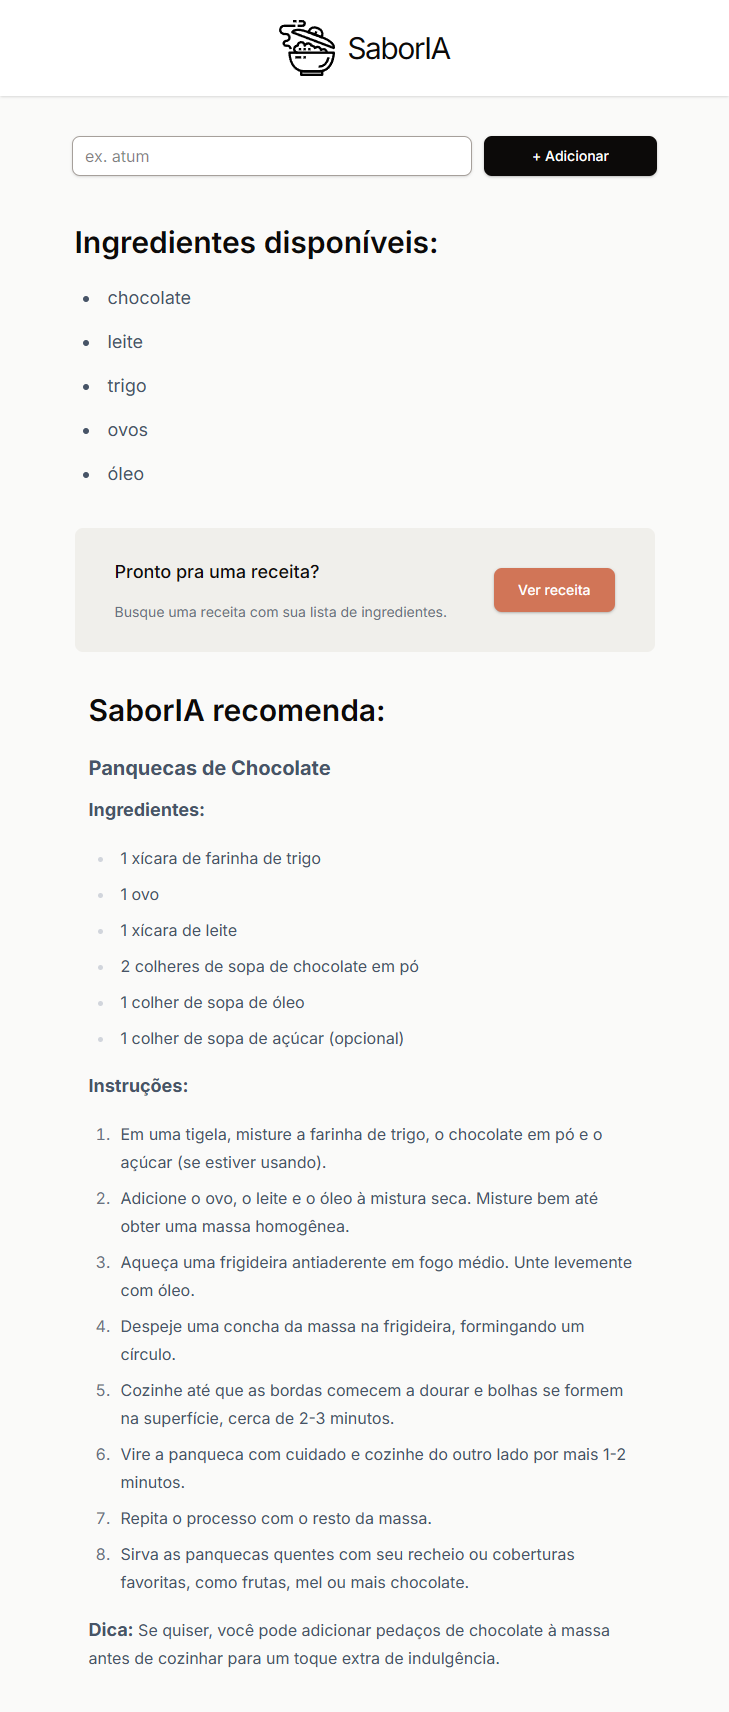 SaborIA
ex. atum
+ Adicionar
Ingredientes disponíveis:
• chocolate
• leite
• trigo
• ovos
• óleo
Pronto pra uma receita?
Busque uma receita com sua lista de ingredientes.
Ver receita
SaborIA recomenda:
Panquecas de Chocolate
Ingredientes:
• 1 xícara de farinha de trigo
• 1 ovo
• 1 xícara de leite
• 2 colheres de sopa de chocolate em pó
• 1 colher de sopa de óleo
• 1 colher de sopa de açúcar (opcional)
Instruções:
1. Em uma tigela, misture a farinha de trigo, o chocolate em pó e o
açúcar (se estiver usando).
2. Adicione o ovo, o leite e o óleo à mistura seca. Misture bem até
obter uma massa homogênea.
3. Aqueça uma frigideira antiaderente em fogo médio. Unte levemente
com óleo.
4. Despeje uma concha da massa na frigideira, formingando um
círculo.
5. Cozinhe até que as bordas comecem a dourar e bolhas se formem
na superfície, cerca de 2-3 minutos.
6. Vire a panqueca com cuidado e cozinhe do outro lado por mais 1-2
minutos.
7. Repita o processo com o resto da massa.
8. Sirva as panquecas quentes com seu recheio ou coberturas
favoritas, como frutas, mel ou mais chocolate.
Dica: Se quiser, você pode adicionar pedaços de chocolate à massa
antes de cozinhar para um toque extra de indulgência.